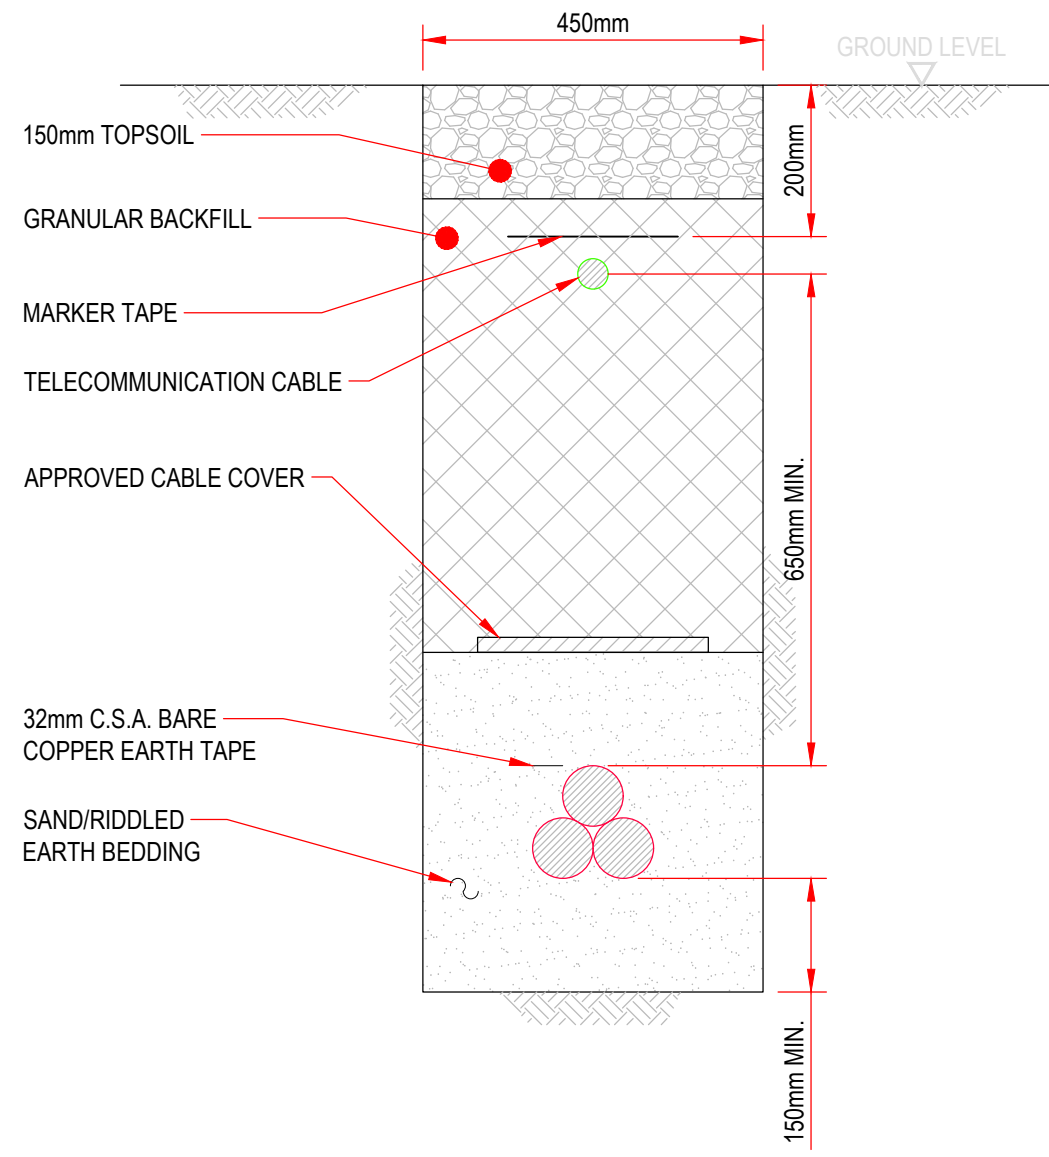 450mm
GROUND LEVEL
150mm TOPSOIL
200mm
GRANULAR BACKFILL
MARKER TAPE
TELECOMMUNICATION CABLE
APPROVED CABLE COVER
650mm MIN.
32mm C.S.A. BARE
COPPER EARTH TAPE
SAND/RIDDLED
EARTH BEDDING
150mm MIN.